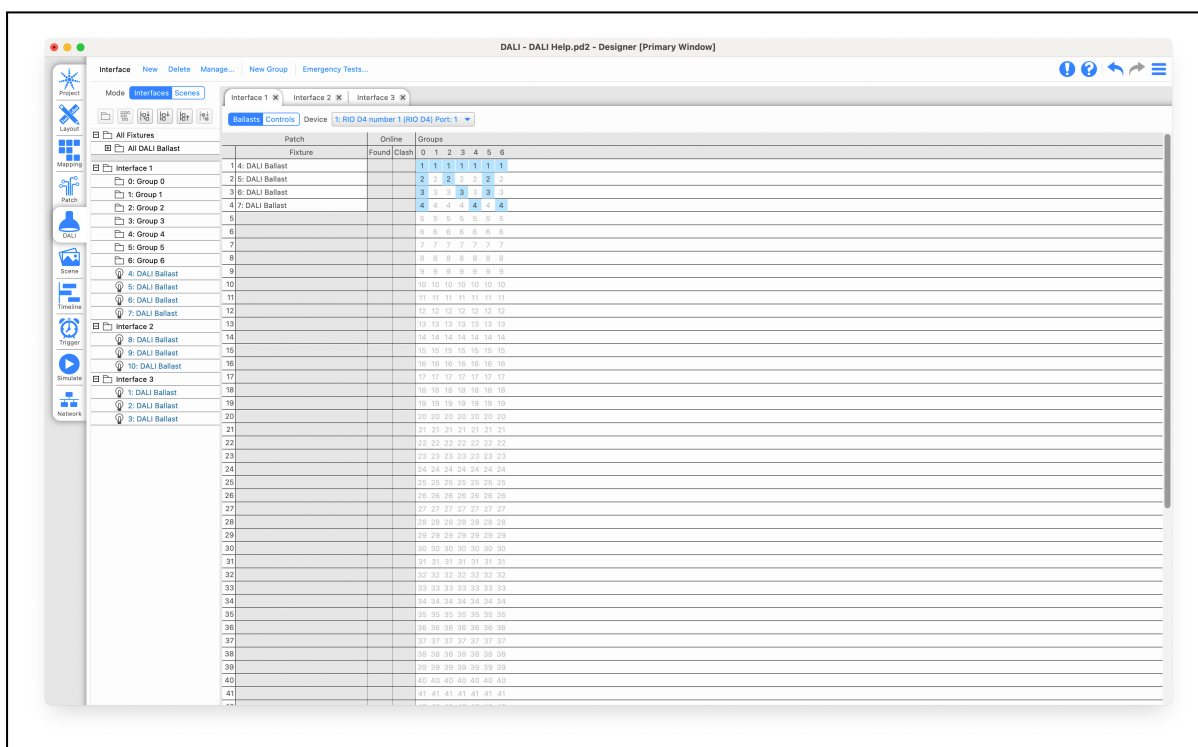 DALI - DALI Help.pd2 - Designer [Primary Window]
Interface New Delete Manage... New Group Emergency Tests...
Project
Layout
Mapping
Patch
DALI
Scene
Timeline
Trigger
Simulate
Network
Mode Interfaces Scenes
All Fixtures
All DALI Ballast
Interface 1
0: Group 0
1: Group 1
2: Group 2
3: Group 3
4: Group 4
5: Group 5
6: Group 6
4: DALI Ballast
5: DALI Ballast
6: DALI Ballast
7: DALI Ballast
Interface 2
8: DALI Ballast
9: DALI Ballast
10: DALI Ballast
Interface 3
1: DALI Ballast
2: DALI Ballast
3: DALI Ballast
Interface 1 Interface 2 Interface 3
Ballasts Controls Device 1: RIO D4 number 1 (RIO D4) Port: 1
Patch Online Groups
Fixture Found Clash 0 1 2 3 4 5 6
1 4: DALI Ballast 1 1 1 1 1 1 1
2 5: DALI Ballast 2 2 2 2 2 2 2
3 6: DALI Ballast 3 3 3 3 3 3 3
4 7: DALI Ballast 4 4 4 4 4 4 4
5 5 5 5 5 5 5 5
6 6 6 6 6 6 6 6
7 7 7 7 7 7 7 7
8 8 8 8 8 8 8 8
9 9 9 9 9 9 9 9
10 10 10 10 10 10 10 10
11 11 11 11 11 11 11 11
12 12 12 12 12 12 12 12
13 13 13 13 13 13 13 13
14 14 14 14 14 14 14 14
15 15 15 15 15 15 15 15
16 16 16 16 16 16 16 16
17 17 17 17 17 17 17 17
18 18 18 18 18 18 18 18
19 19 19 19 19 19 19 19
20 20 20 20 20 20 20 20
21 21 21 21 21 21 21 21
22 22 22 22 22 22 22 22
23 23 23 23 23 23 23 23
24 24 24 24 24 24 24 24
25 25 25 25 25 25 25 25
26 26 26 26 26 26 26 26
27 27 27 27 27 27 27 27
28 28 28 28 28 28 28 28
29 29 29 29 29 29 29 29
30 30 30 30 30 30 30 30
31 31 31 31 31 31 31 31
32 32 32 32 32 32 32 32
33 33 33 33 33 33 33 33
34 34 34 34 34 34 34 34
35 35 35 35 35 35 35 35
36 36 36 36 36 36 36 36
37 37 37 37 37 37 37 37
38 38 38 38 38 38 38 38
39 39 39 39 39 39 39 39
40 40 40 40 40 40 40 40
41 41 41 41 41 41 41 41